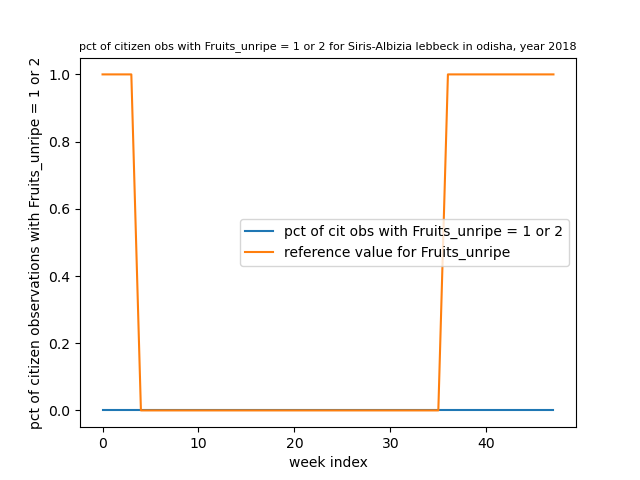 pct of citizen obs with Fruits_unripe = 1 or 2 for Siris-Albizia lebbeck in odisha, year 2018
pct of citizen observations with Fruits_unripe = 1 or 2
1.0
0.8
0.6
0.4
0.2
0.0
pct of cit obs with Fruits_unripe = 1 or 2
reference value for Fruits_unripe
0
10
20
30
40
week index